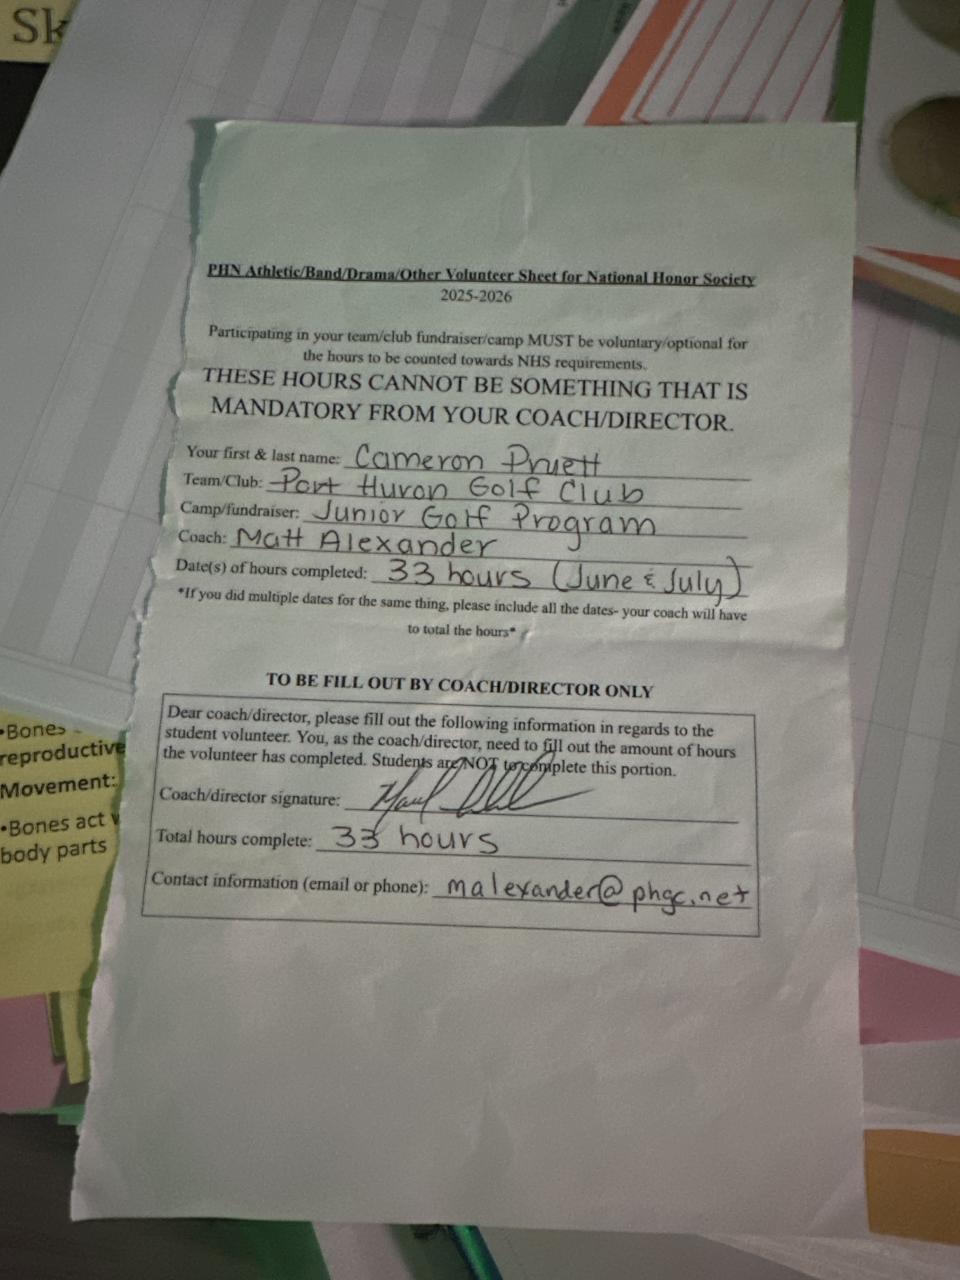 Sk
PHN Athletic/Band/Drama/Other Volunteer Sheet for National Honor Society
2025-2026
Participating in your team/club fundraiser/camp MUST be voluntary/optional for
the hours to be counted towards NHS requirements.
THESE HOURS CANNOT BE SOMETHING THAT IS
MANDATORY FROM YOUR COACH/DIRECTOR.
Your first & last name: Cameron Pruett
Team/Club: Port Huron Golf Club
Camp/fundraiser: Junior Golf Program
Coach: Matt Alexander
Date(s) of hours completed: 33 hours (June & July)
*If you did multiple dates for the same thing, please include all the dates- your coach will have
to total the hours*
TO BE FILL OUT BY COACH/DIRECTOR ONLY
Dear coach/director, please fill out the following information in regards to the
student volunteer. You, as the coach/director, need to fill out the amount of hours
the volunteer has completed. Students are NOT to complete this portion.
Coach/director signature:
Total hours complete: 33 hours
Contact information (email or phone): malexander@phgc.net
•Bones
reproductive
Movement:
•Bones act
body parts